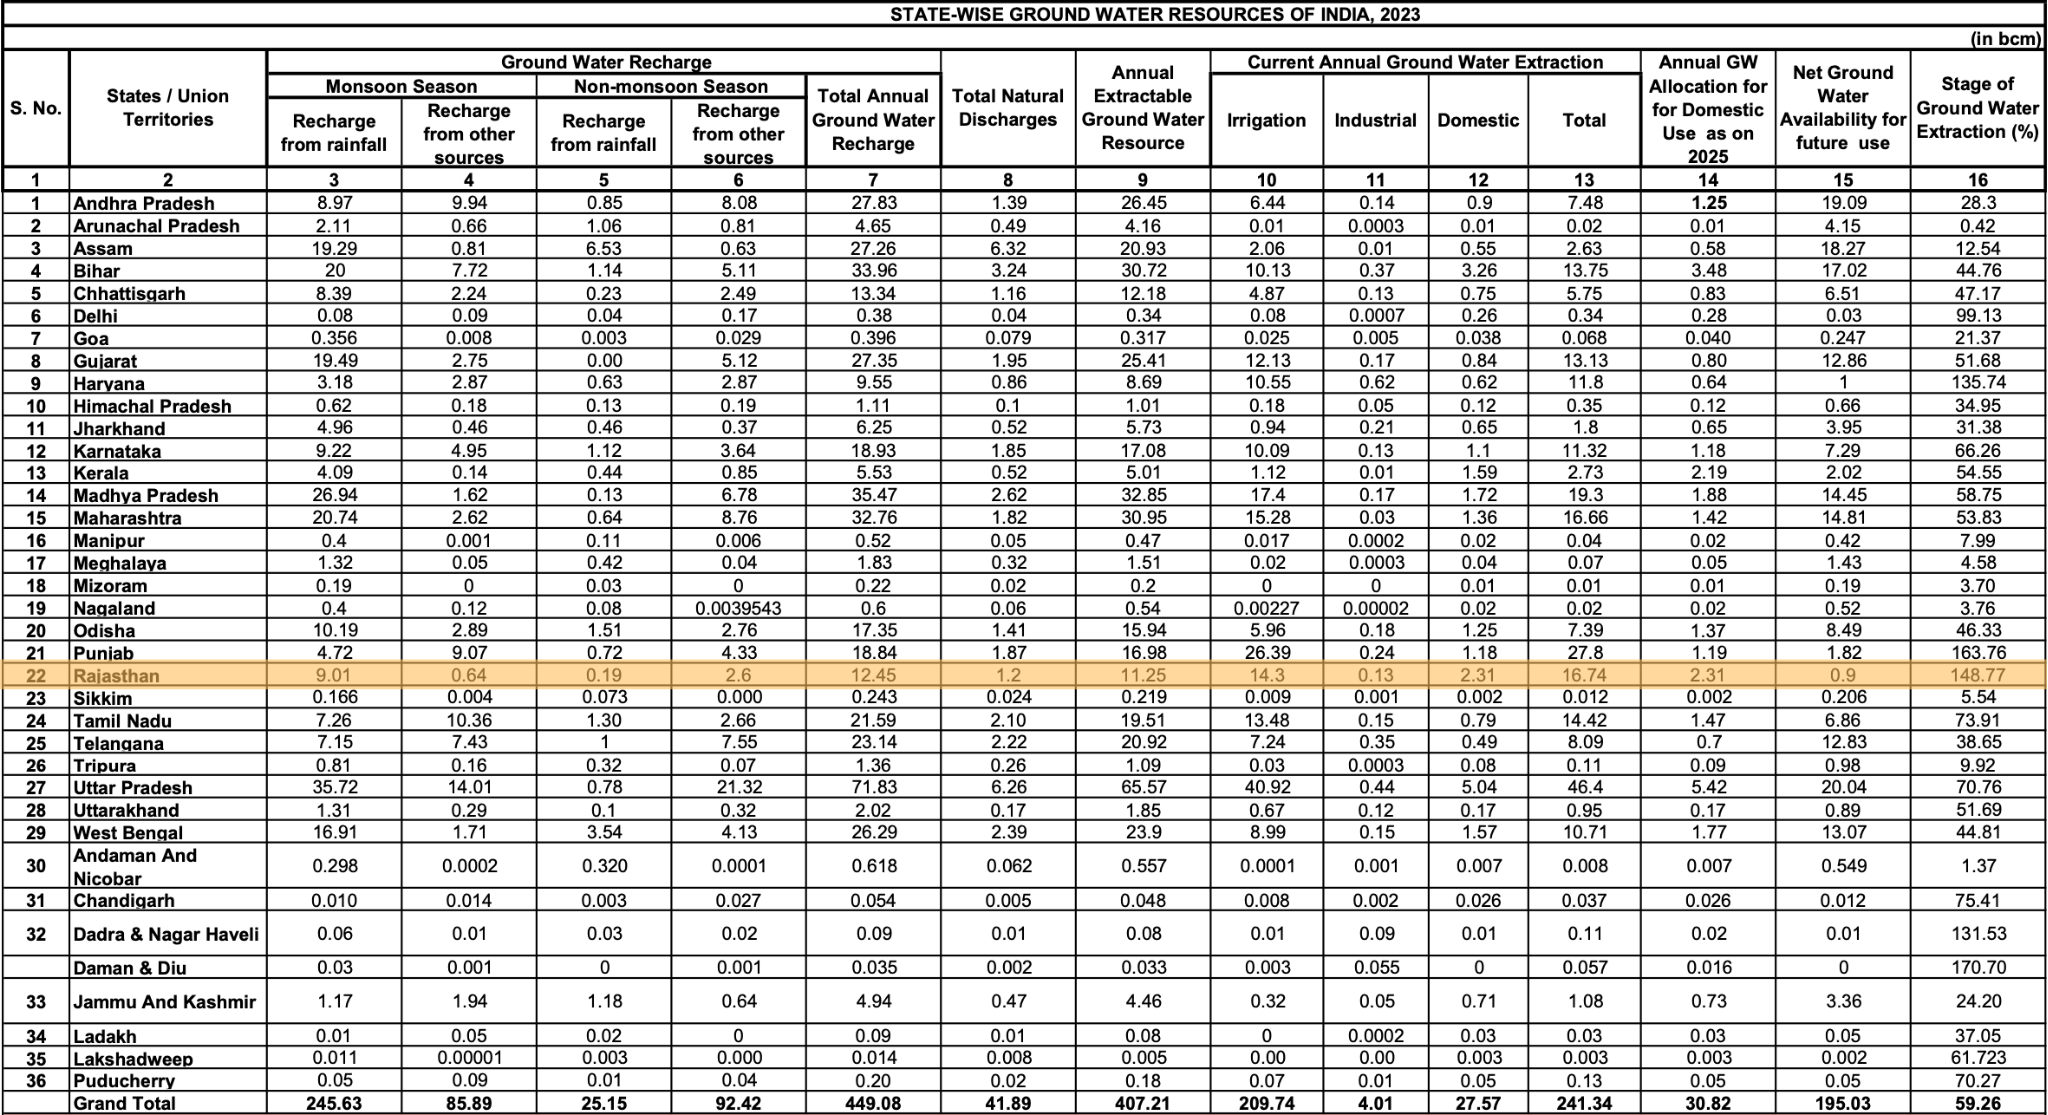 STATE-WISE GROUND WATER RESOURCES OF INDIA, 2023
(in bcm)
S. No. States / Union Territories Ground Water Recharge Total Natural Discharges Annual Extractable Ground Water Resource Current Annual Ground Water Extraction Annual GW Allocation for for Domestic Use as on 2025 Net Ground Water Availability for future use Stage of Ground Water Extraction (%)
Monsoon Season Non-monsoon Season Total Annual Ground Water Recharge Irrigation Industrial Domestic Total
Recharge from rainfall Recharge from other sources Recharge from rainfall Recharge from other sources
1 2 3 4 5 6 7 8 9 10 11 12 13 14 15 16
1 Andhra Pradesh 8.97 9.94 0.85 8.08 27.83 1.39 26.45 6.44 0.14 0.9 7.48 1.25 19.09 28.3
2 Arunachal Pradesh 2.11 0.66 1.06 0.81 4.65 0.49 4.16 0.01 0.0003 0.01 0.02 0.01 4.15 0.42
3 Assam 19.29 0.81 6.53 0.63 27.26 6.32 20.93 2.06 0.01 0.55 2.63 0.58 18.27 12.54
4 Bihar 20 7.72 1.14 5.11 33.96 3.24 30.72 10.13 0.37 3.26 13.75 3.48 17.02 44.76
5 Chhattisgarh 8.39 2.24 0.23 2.49 13.34 1.16 12.18 4.87 0.13 0.75 5.75 0.83 6.51 47.17
6 Delhi 0.08 0.09 0.04 0.17 0.38 0.04 0.34 0.08 0.0007 0.26 0.34 0.28 0.03 99.13
7 Goa 0.356 0.008 0.003 0.029 0.396 0.079 0.317 0.025 0.005 0.038 0.068 0.040 0.247 21.37
8 Gujarat 19.49 2.75 0.00 5.12 27.35 1.95 25.41 12.13 0.17 0.84 13.13 0.80 12.86 51.68
9 Haryana 3.18 2.87 0.63 2.87 9.55 0.86 8.69 10.55 0.62 0.62 11.8 0.64 1 135.74
10 Himachal Pradesh 0.62 0.18 0.13 0.19 1.11 0.1 1.01 0.18 0.05 0.12 0.35 0.12 0.66 34.95
11 Jharkhand 4.96 0.46 0.46 0.37 6.25 0.52 5.73 0.94 0.21 0.65 1.8 0.65 3.95 31.38
12 Karnataka 9.22 4.95 1.12 3.64 18.93 1.85 17.08 10.09 0.13 1.1 11.32 1.18 7.29 66.26
13 Kerala 4.09 0.14 0.44 0.85 5.53 0.52 5.01 1.12 0.01 1.59 2.73 2.19 2.02 54.55
14 Madhya Pradesh 26.94 1.62 0.13 6.78 35.47 2.62 32.85 17.4 0.17 1.72 19.3 1.88 14.45 58.75
15 Maharashtra 20.74 2.62 0.64 8.76 32.76 1.82 30.95 15.28 0.03 1.36 16.66 1.42 14.81 53.83
16 Manipur 0.4 0.001 0.11 0.006 0.52 0.05 0.47 0.017 0.0002 0.02 0.04 0.02 0.42 7.99
17 Meghalaya 1.32 0.05 0.42 0.04 1.83 0.32 1.51 0.02 0.0003 0.04 0.07 0.05 1.43 4.58
18 Mizoram 0.19 0 0.03 0 0.22 0.02 0.2 0 0 0.01 0.01 0.01 0.19 3.70
19 Nagaland 0.4 0.12 0.08 0.0039543 0.6 0.06 0.54 0.00227 0.00002 0.02 0.02 0.02 0.52 3.76
20 Odisha 10.19 2.89 1.51 2.76 17.35 1.41 15.94 5.96 0.18 1.25 7.39 1.37 8.49 46.33
21 Punjab 4.72 9.07 0.72 4.33 18.84 1.87 16.98 26.39 0.24 1.18 27.8 1.19 1.82 163.76
22 Rajasthan 9.01 0.64 0.19 2.6 12.45 1.2 11.25 14.3 0.13 2.31 16.74 2.31 0.9 148.77
23 Sikkim 0.166 0.004 0.073 0.000 0.243 0.024 0.219 0.009 0.001 0.002 0.012 0.002 0.206 5.54
24 Tamil Nadu 7.26 10.36 1.30 2.66 21.59 2.10 19.51 13.48 0.15 0.79 14.42 1.47 6.86 73.91
25 Telangana 7.15 7.43 1 7.55 23.14 2.22 20.92 7.24 0.35 0.49 8.09 0.7 12.83 38.65
26 Tripura 0.81 0.16 0.32 0.07 1.36 0.26 1.09 0.03 0.0003 0.08 0.11 0.09 0.98 9.92
27 Uttar Pradesh 35.72 14.01 0.78 21.32 71.83 6.26 65.57 40.92 0.44 5.04 46.4 5.42 20.04 70.76
28 Uttarakhand 1.31 0.29 0.1 0.32 2.02 0.17 1.85 0.67 0.12 0.17 0.95 0.17 0.89 51.69
29 West Bengal 16.91 1.71 3.54 4.13 26.29 2.39 23.9 8.99 0.15 1.57 10.71 1.77 13.07 44.81
30 Andaman And Nicobar 0.298 0.0002 0.320 0.0001 0.618 0.062 0.557 0.0001 0.001 0.007 0.008 0.007 0.549 1.37
31 Chandigarh 0.010 0.014 0.003 0.027 0.054 0.005 0.048 0.008 0.002 0.026 0.037 0.026 0.012 75.41
32 Dadra & Nagar Haveli 0.06 0.01 0.03 0.02 0.09 0.01 0.08 0.01 0.09 0.01 0.11 0.02 0.01 131.53
Daman & Diu 0.03 0.001 0 0.001 0.035 0.002 0.033 0.003 0.055 0 0.057 0.016 0 170.70
33 Jammu And Kashmir 1.17 1.94 1.18 0.64 4.94 0.47 4.46 0.32 0.05 0.71 1.08 0.73 3.36 24.20
34 Ladakh 0.01 0.05 0.02 0 0.09 0.01 0.08 0 0.0002 0.03 0.03 0.03 0.05 37.05
35 Lakshadweep 0.011 0.00001 0.003 0.000 0.014 0.008 0.005 0.00 0.00 0.003 0.003 0.003 0.002 61.723
36 Puducherry 0.05 0.09 0.01 0.04 0.20 0.02 0.18 0.07 0.01 0.05 0.13 0.05 0.05 70.27
Grand Total 245.63 85.89 25.15 92.42 449.08 41.89 407.21 209.74 4.01 27.57 241.34 30.82 195.03 59.26